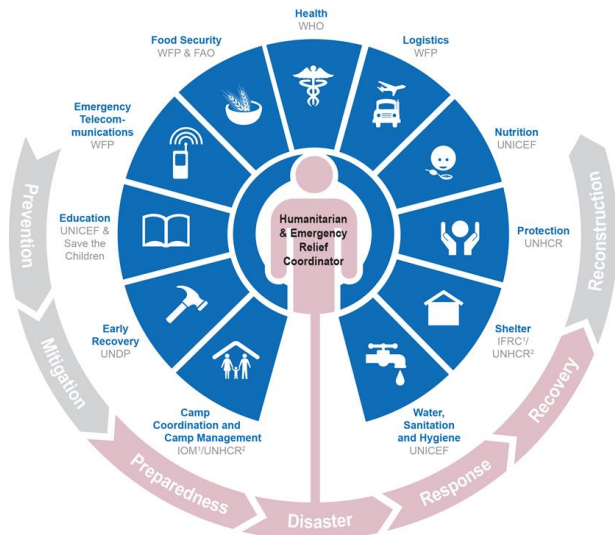 Health
WHO
Food Security
WFP & FAO
Logistics
WFP
Emergency
Telecom-
munications
WFP
Nutrition
UNICEF
Education
UNICEF &
Save the
Children
Humanitarian
& Emergency
Relief
Coordinator
Protection
UNHCR
Early
Recovery
UNDP
Shelter
IFRC¹/
UNHCR²
Camp
Coordination and
Camp Management
IOM¹/UNHCR²
Water,
Sanitation
and Hygiene
UNICEF
Prevention
Mitigation
Preparedness
Disaster
Response
Recovery
Reconstruction